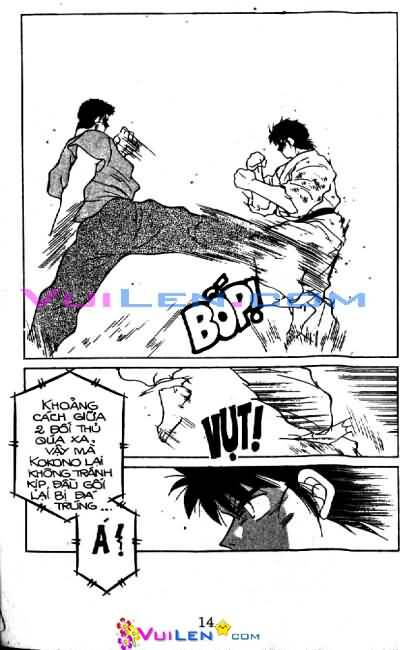 VUILEN.COM
BỐP!
KHOẢNG
CÁCH GIỮA
2 ĐỐI THỦ
QUA XA,
VẬY MÀ
KOKONO LẠI
KHÔNG TRÁNH
KỊP, ĐẦU GỐI
LẠI BỊ ĐÁ
TRÚNG...
Á!
VỤT!
14
VUILEN.COM